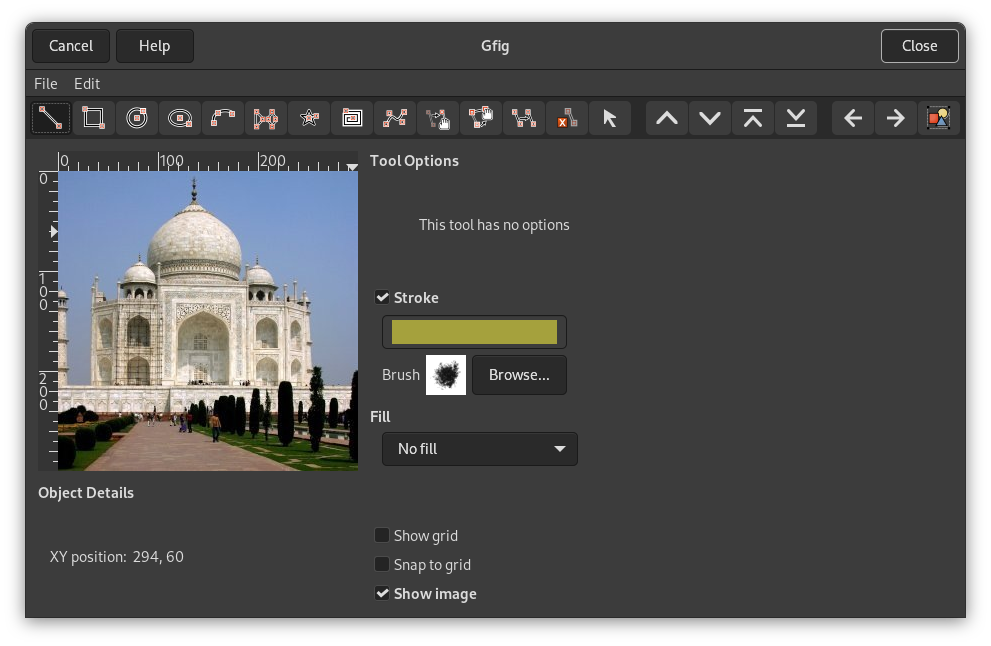 Cancel Help Gfig Close
File Edit
0 100 200 Tool Options
0
This tool has no options
100
Stroke
Brush Browse...
200
Fill
No fill
Object Details
Show grid
XY position: 294, 60
Snap to grid
Show image